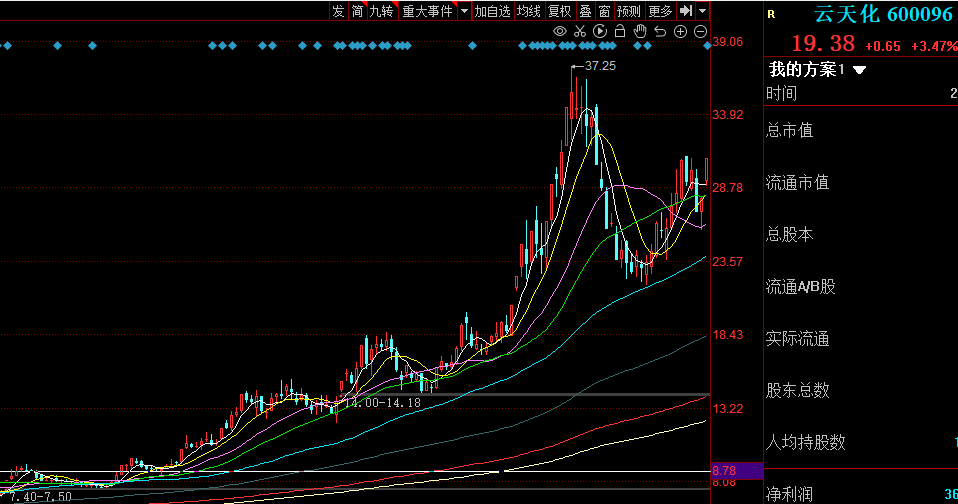 发 简 九转 重大事件 加自选 均线 复权 叠 窗 预测 更多
R 云天化 600096
19.38 +0.65 +3.47%
我的方案1
时间 2
总市值
流通市值
总股本
流通A/B股
实际流通
股东总数
人均持股数 1
净利润 36
39.06
37.25
33.92
28.78
23.57
18.43
14.00-14.18
13.22
8.78
8.08
7.40-7.50